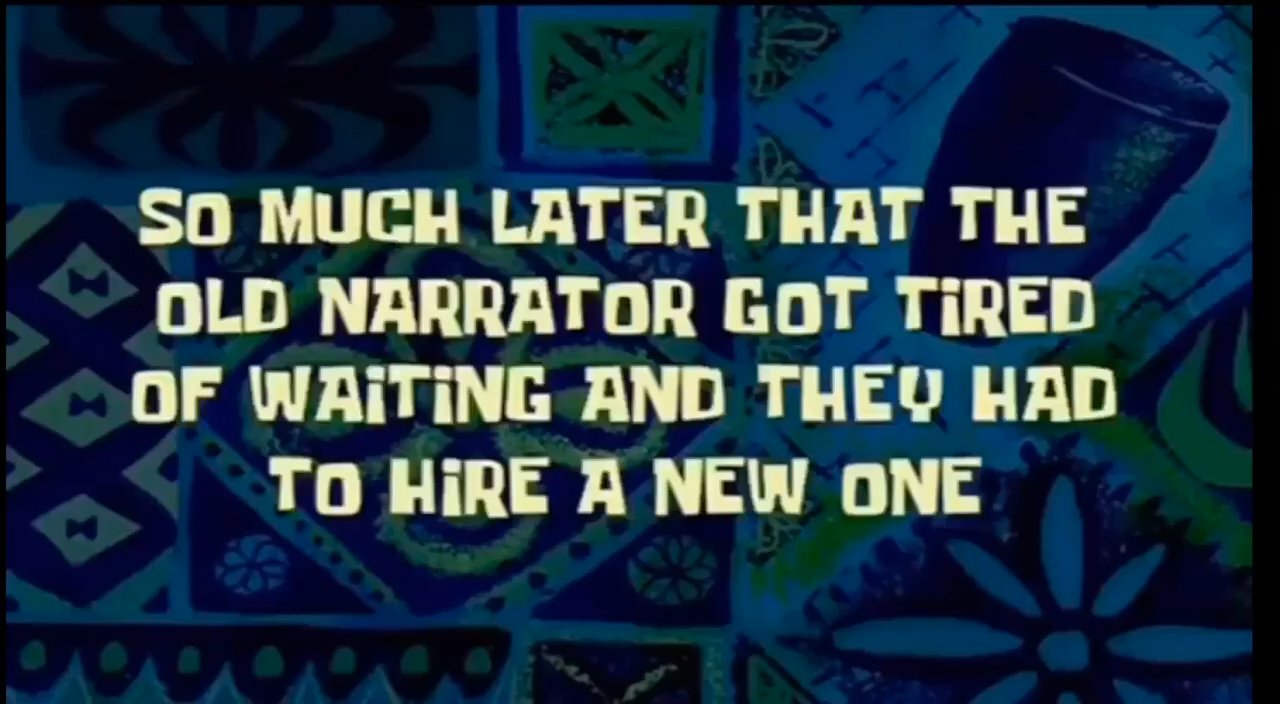 SO MUCH LATER THAT THE
OLD NARRATOR GOT TiRED
OF WAiTiNG AND THEY HAD
TO HiRE A NEW ONE